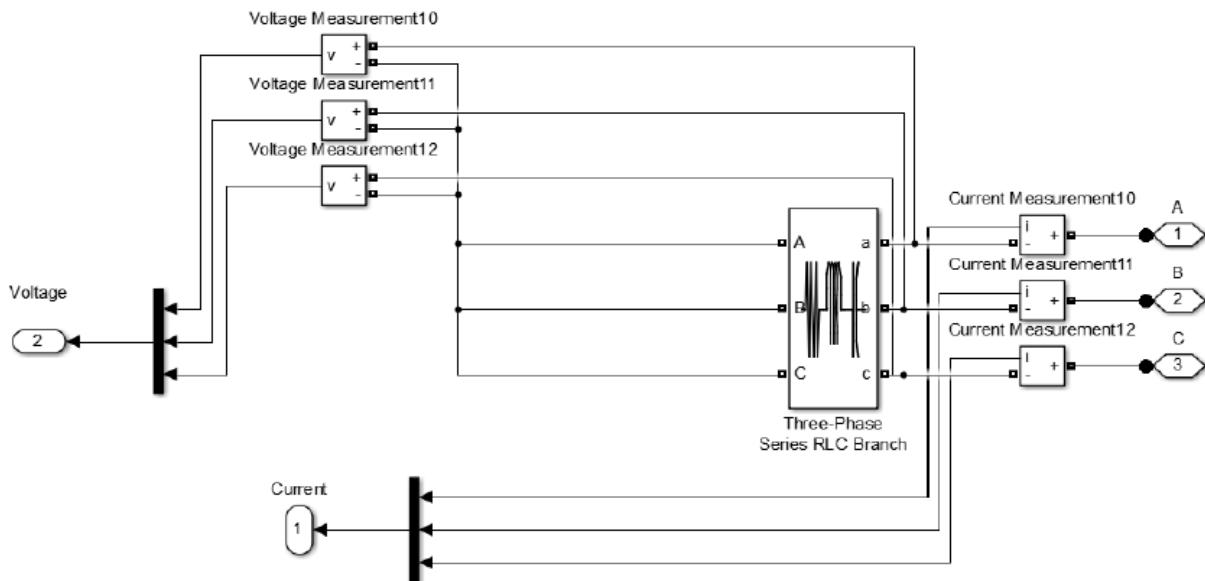 Voltage Measurement10
v
+
-
Voltage Measurement11
v
+
-
Voltage Measurement12
v
+
-
Current Measurement10
i
+
-
A
1
Current Measurement11
i
+
-
B
2
Current Measurement12
i
+
-
C
3
A
a
B
b
C
c
Three-Phase
Series RLC Branch
Voltage
2
Current
1